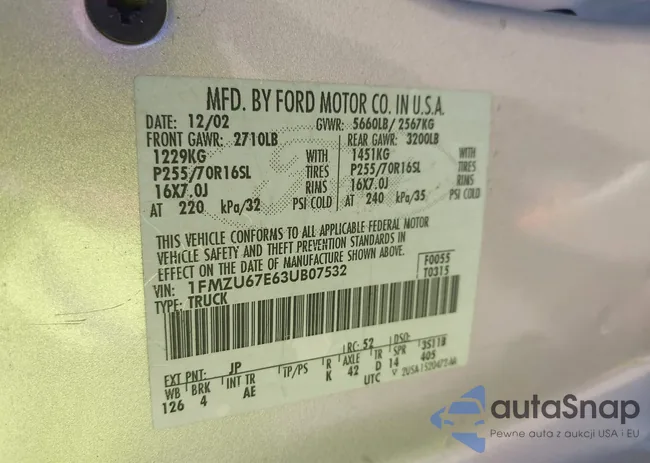 MFD. BY FORD MOTOR CO. IN U.S.A.
DATE: 12/02 GVWR: 5660LB/ 2567KG
FRONT GAWR: 2710LB REAR GAWR: 3200LB
1229KG WITH 1451KG WITH
P255/70R16SL TIRES P255/70R16SL TIRES
16X7.0J RIMS 16X7.0J RIMS
AT 220 kPa/32 PSI COLD AT 240 kPa/35 PSI COLD
THIS VEHICLE CONFORMS TO ALL APPLICABLE FEDERAL MOTOR
VEHICLE SAFETY AND THEFT PREVENTION STANDARDS IN
EFFECT ON THE DATE OF MANUFACTURE SHOWN ABOVE.
VIN: 1FMZU67E63UB07532 F0055
TYPE: TRUCK T0315
EXT PNT: JP RC: 52 DSO:
WB BRK INT TR TP/PS R AXLE TR SPR 3S11B
126 4 AE K 42 D 14 405
UTC
autaSnap
Pewne auta z aukcji USA i EU